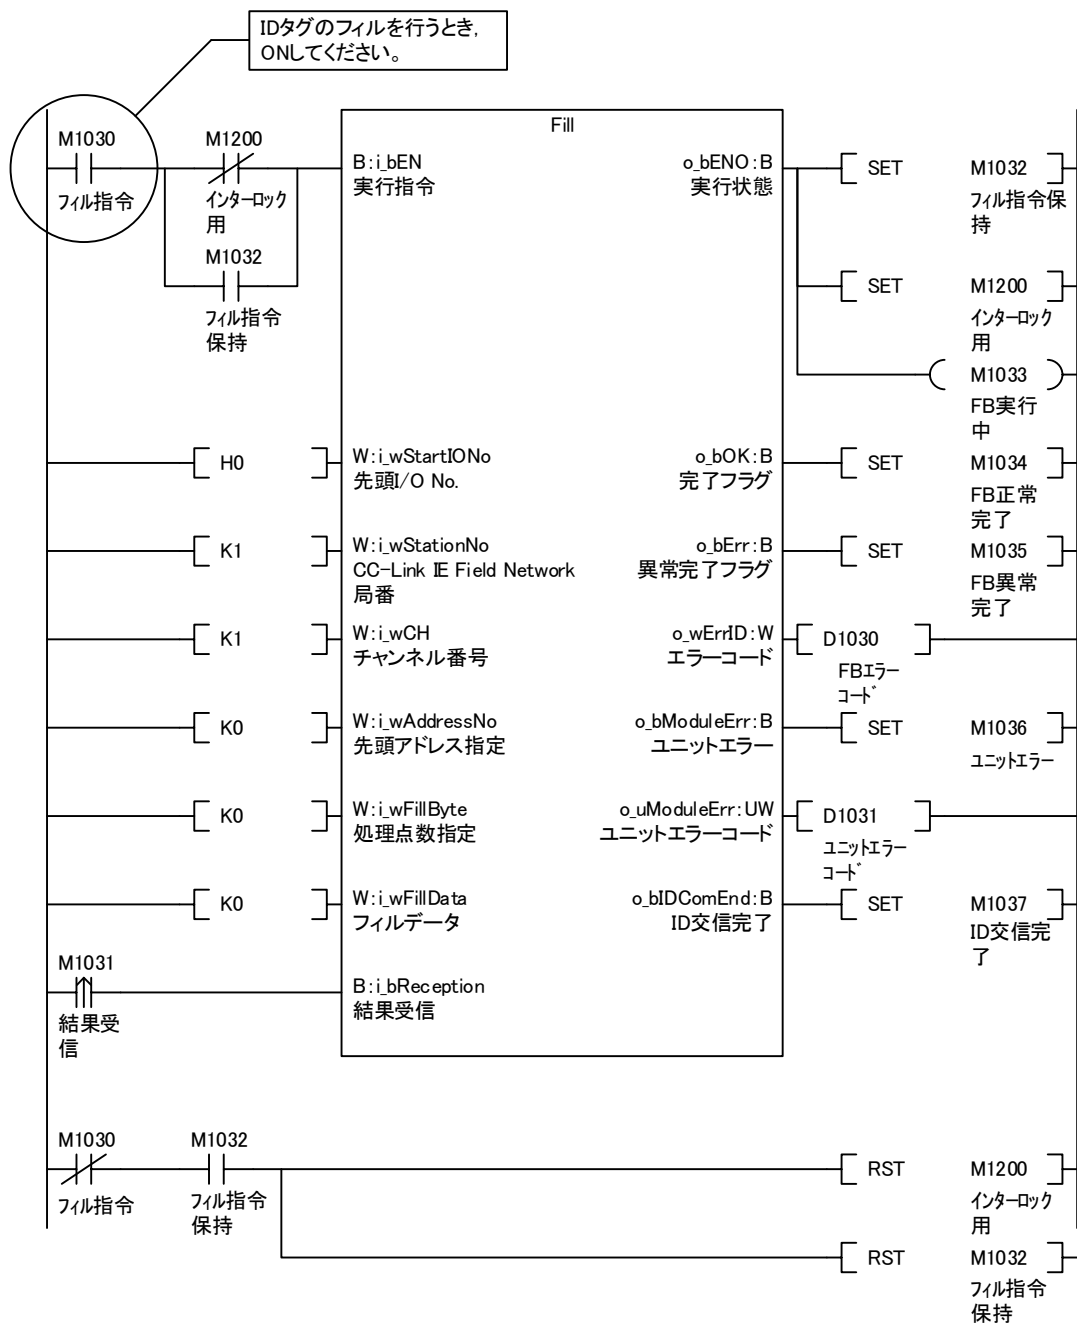 IDタグのフィルを行うとき,
ONしてください。
Fill
M1030
フィル指令
M1200
インターロック
用
M1032
フィル指令
保持
B:i_bEN
実行指令
o_bENO:B
実行状態
SET M1032
フィル指令保
持
SET M1200
インターロック
用
M1033
FB実行
中
H0
W:i_wStartIONo
先頭I/O No.
o_bOK:B
完了フラグ
SET M1034
FB正常
完了
K1
W:i_wStationNo
CC-Link IE Field Network
局番
o_bErr:B
異常完了フラグ
SET M1035
FB異常
完了
K1
W:i_wCH
チャンネル番号
o_wErrID:W
エラーコード
D1030
FBエラー
コード
K0
W:i_wAddressNo
先頭アドレス指定
o_bModuleErr:B
ユニットエラー
SET M1036
ユニットエラー
K0
W:i_wFillByte
処理点数指定
o_uModuleErr:UW
ユニットエラーコード
D1031
ユニットエラー
コード
K0
W:i_wFillData
フィルデータ
o_bIDComEnd:B
ID交信完了
SET M1037
ID交信完
了
M1031
結果受
信
B:i_bReception
結果受信
M1030
フィル指令
M1032
フィル指令
保持
RST M1200
インターロック
用
RST M1032
フィル指令
保持